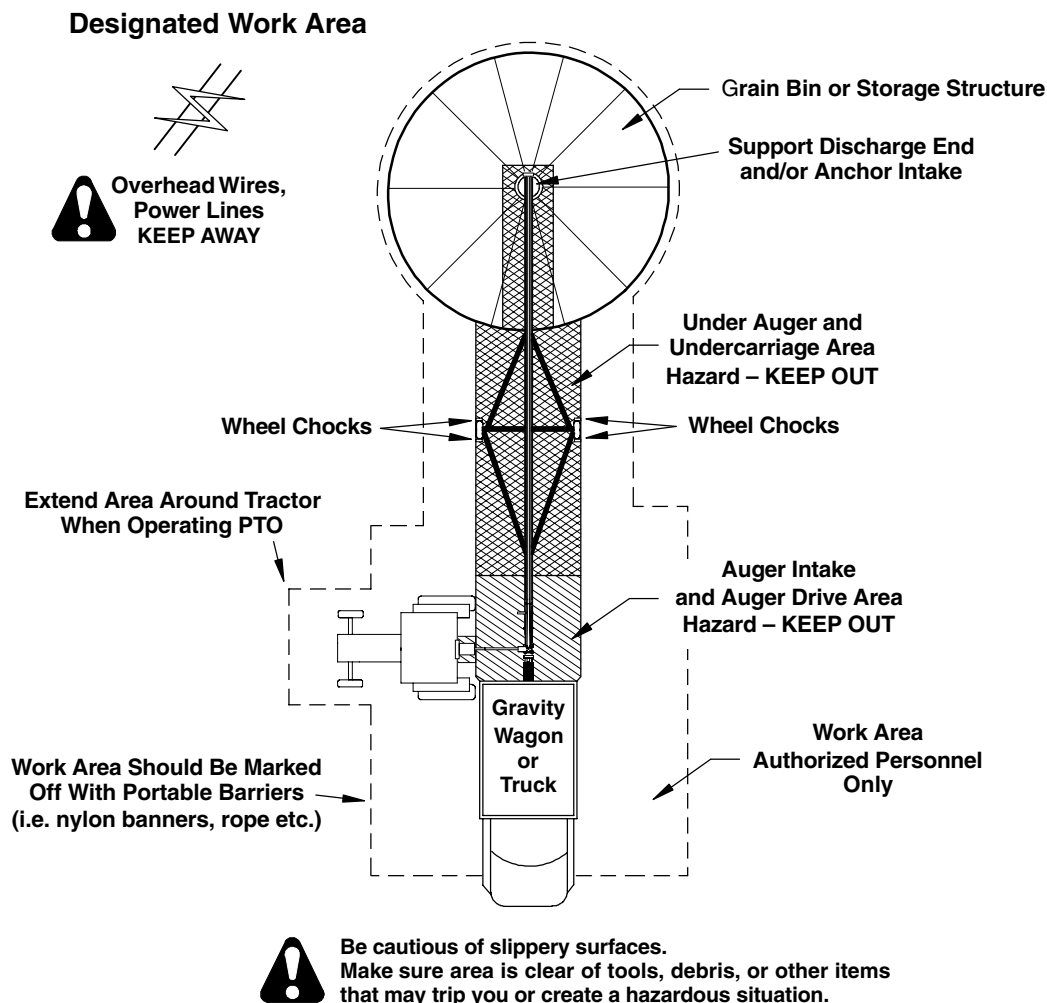 Designated Work Area
Overhead Wires,
Power Lines
KEEP AWAY
Grain Bin or Storage Structure
Support Discharge End
and/or Anchor Intake
Under Auger and
Undercarriage Area
Hazard – KEEP OUT
Wheel Chocks
Wheel Chocks
Extend Area Around Tractor
When Operating PTO
Auger Intake
and Auger Drive Area
Hazard – KEEP OUT
Gravity
Wagon
or
Truck
Work Area Should Be Marked
Off With Portable Barriers
(i.e. nylon banners, rope etc.)
Work Area
Authorized Personnel
Only
Be cautious of slippery surfaces.
Make sure area is clear of tools, debris, or other items
that may trip you or create a hazardous situation.